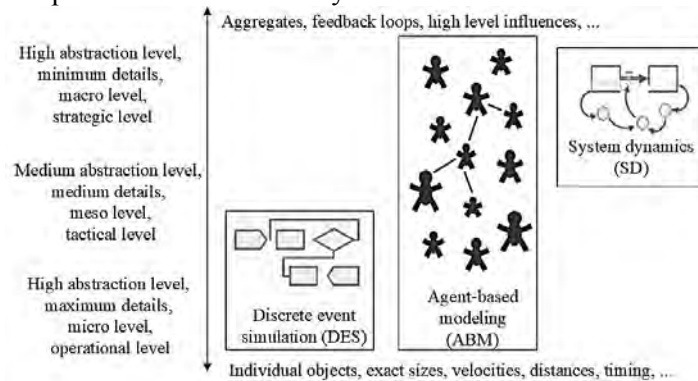 Aggregates, feedback loops, high level influences, ...
High abstraction level,
minimum details,
macro level,
strategic level
System dynamics
(SD)
Medium abstraction level,
medium details,
meso level,
tactical level
High abstraction level,
maximum details,
micro level,
operational level
Discrete event
simulation (DES)
Agent-based
modeling
(ABM)
Individual objects, exact sizes, velocities, distances, timing, ...